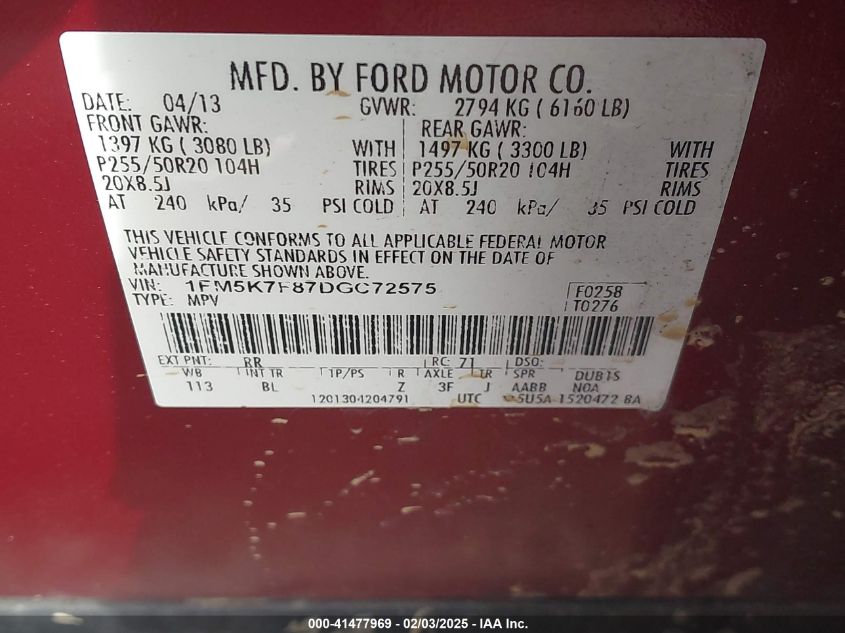 MFD. BY FORD MOTOR CO.
DATE: 04/13 GVWR: 2794 KG ( 6160 LB)
FRONT GAWR: REAR GAWR:
1397 KG ( 3080 LB) WITH 1497 KG ( 3300 LB) WITH
P255/50R20 104H TIRES P255/50R20 104H TIRES
20X8.5J RIMS 20X8.5J RIMS
AT 240 kPa/ 35 PSI COLD AT 240 kPa/ 35 PSI COLD
THIS VEHICLE CONFORMS TO ALL APPLICABLE FEDERAL MOTOR
VEHICLE SAFETY STANDARDS IN EFFECT ON THE DATE OF
MANUFACTURE SHOWN ABOVE.
VIN: 1FM5K7F87DGC72575 F0258
TYPE: MPV T0276
EXT PNT: RR RC: 71 DSO:
WB INT TR TP/PS R AXLE TR SPR DUB1S
113 BL Z 3F J AABB N0A
1201304204791 UTC 5U5A-1520472-BA
000-41477969 | 02/03/2025 - IAA Inc.